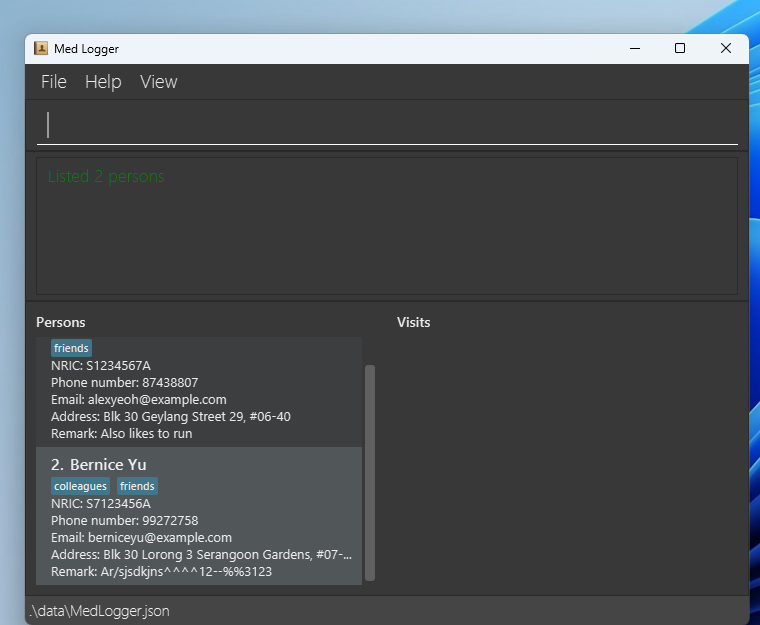 Med Logger
File Help View
Listed 2 persons
Persons
Visits
friends
NRIC: S1234567A
Phone number: 87438807
Email: alexyeoh@example.com
Address: Blk 30 Geylang Street 29, #06-40
Remark: Also likes to run
2. Bernice Yu
colleagues friends
NRIC: S7123456A
Phone number: 99272758
Email: berniceyu@example.com
Address: Blk 30 Lorong 3 Serangoon Gardens, #07-...
Remark: Ar/sjsdkjns^^^^12--%%3123
.\data\MedLogger.json